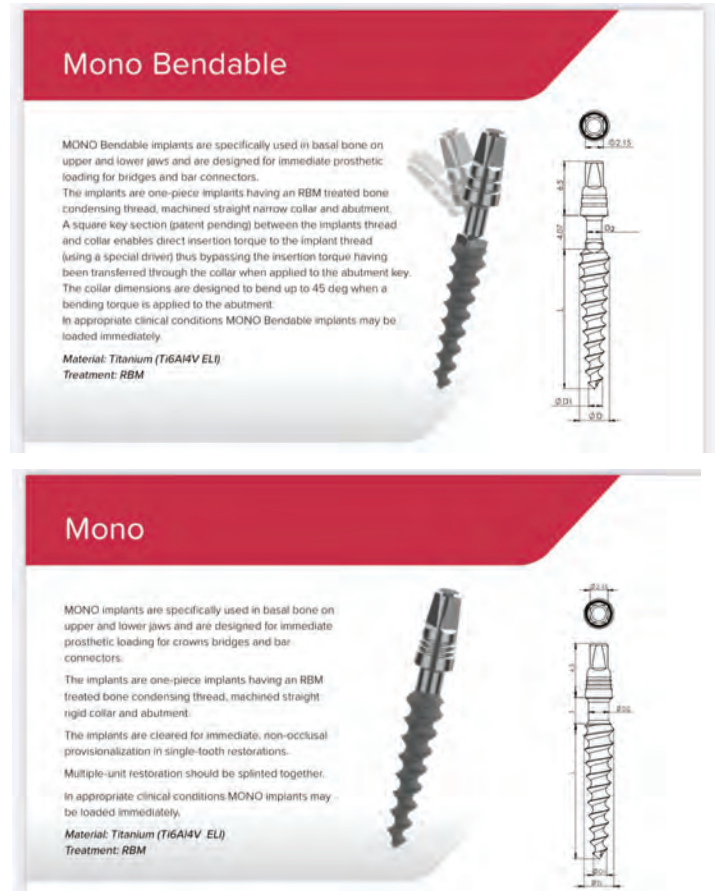 Mono Bendable
MONO Bendable implants are specifically used in basal bone on
upper and lower jaws and are designed for immediate prosthetic
loading for bridges and bar connectors.
The implants are one-piece implants having an RBM treated bone
condensing thread, machined straight narrow collar and abutment.
A square key section (patent pending) between the implants thread
and collar enables direct insertion torque to the implant thread
(using a special driver) thus bypassing the insertion torque having
been transferred through the collar when applied to the abutment key.
The collar dimensions are designed to bend up to 45 deg when a
bending torque is applied to the abutment.
In appropriate clinical conditions MONO Bendable implants may be
loaded immediately.
Material: Titanium (Ti6Al4V ELI)
Treatment: RBM
Ø2.15
6.5
4.07
D2
L
ØD1
ØD
Mono
MONO implants are specifically used in basal bone on
upper and lower jaws and are designed for immediate
prosthetic loading for crowns bridges and bar
connectors.
The implants are one-piece implants having an RBM
treated bone condensing thread, machined straight
rigid collar and abutment.
The implants are cleared for immediate, non-occlusal
provisionalization in single-tooth restorations.
Multiple-unit restoration should be splinted together.
In appropriate clinical conditions MONO implants may
be loaded immediately.
Material: Titanium (Ti6Al4V ELI)
Treatment: RBM